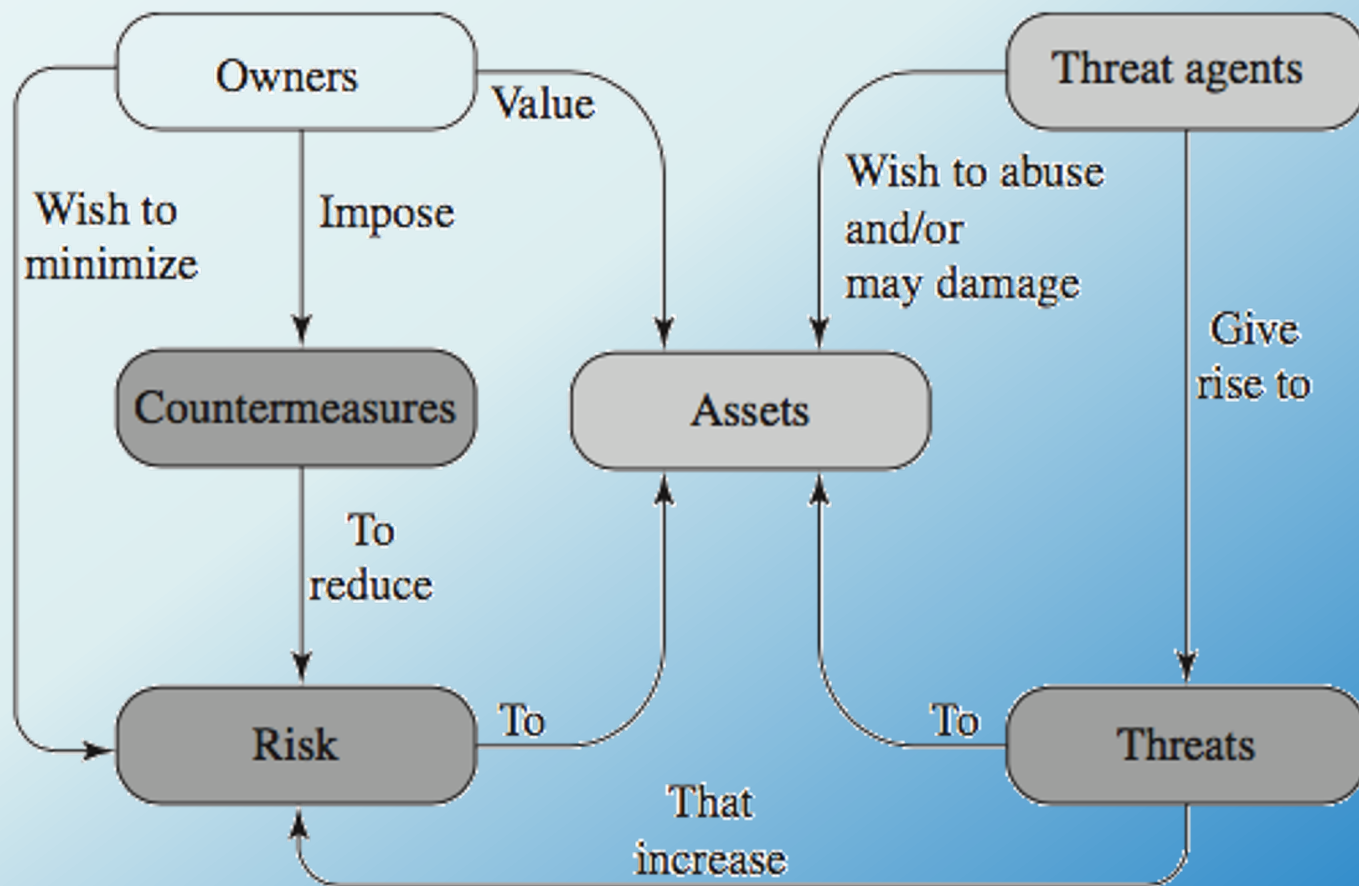 Owners
Threat agents
Value
Wish to abuse
and/or
may damage
Wish to
minimize
Impose
Give
rise to
Countermeasures
Assets
To
reduce
Risk
To
To
Threats
That
increase